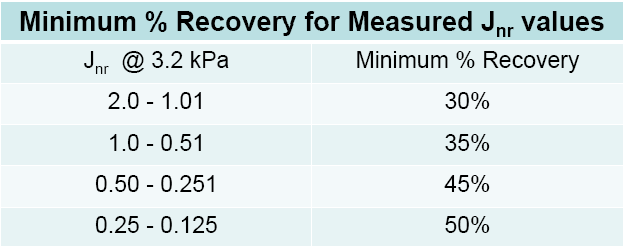 Minimum % Recovery for Measured Jnr values
Jnr @ 3.2 kPa Minimum % Recovery
2.0 - 1.01 30%
1.0 - 0.51 35%
0.50 - 0.251 45%
0.25 - 0.125 50%